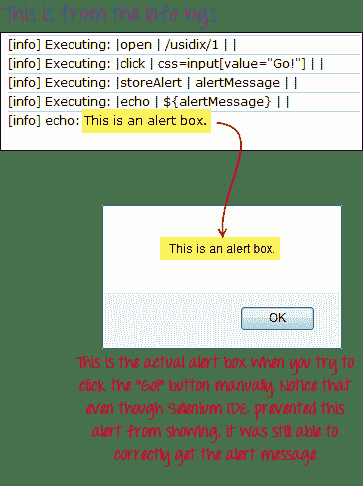 This is from the Info logs
[info] Executing: |open | /usidix/1 | |
[info] Executing: |click | css=input[value="Go!"] | |
[info] Executing: |storeAlert | alertMessage | |
[info] Executing: |echo | ${alertMessage} | |
[info] echo: This is an alert box.
This is an alert box.
OK
This is the actual alert box when you try to
click the "Go!" button manually. Notice that
even though Selenium IDE prevented this
alert from showing, it was still able to
correctly get the alert message